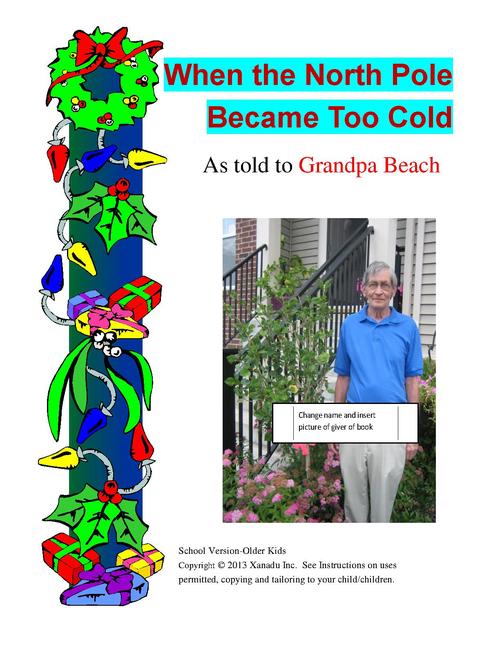 When the North Pole
Became Too Cold
As told to Grandpa Beach
Change name and insert
picture of giver of book
School Version-Older Kids
Copyright © 2013 Xanadu Inc.  See Instructions on uses
permitted, copying and tailoring to your child/children.